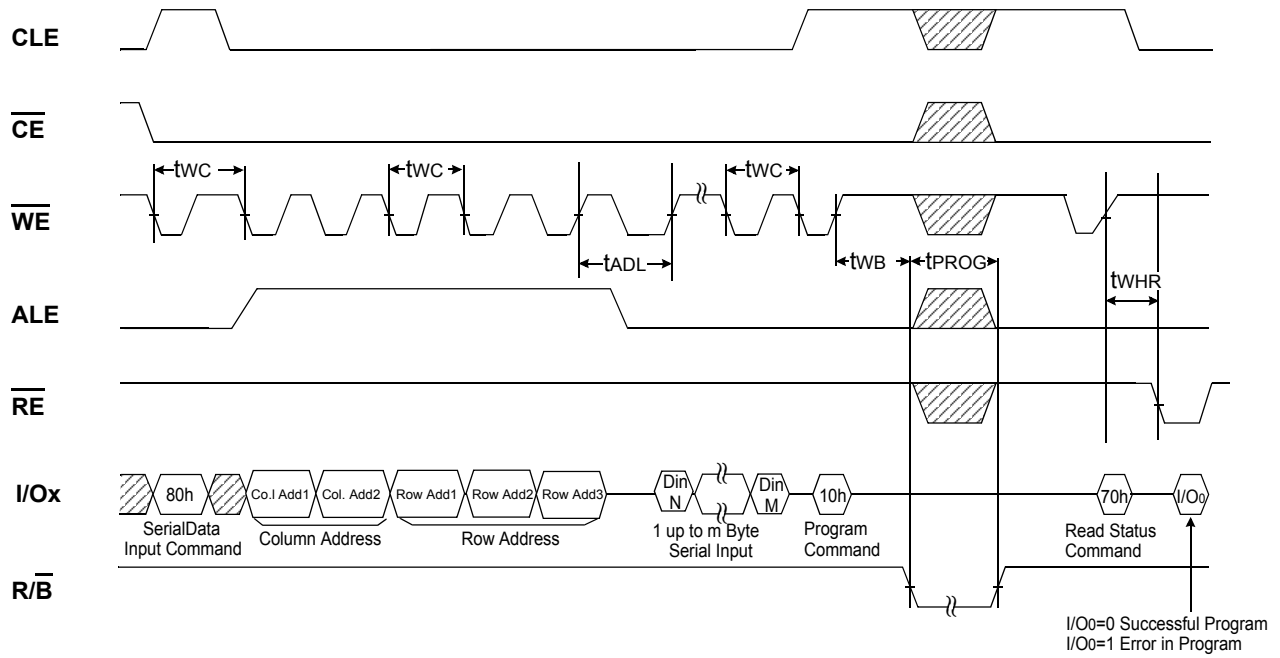 CLE
CE
tWC
tWC
tWC
WE
tADL
tWB
tPROG
tWHR
ALE
RE
I/Ox
80h
Co.l Add1
Col. Add2
Row Add1
Row Add2
Row Add3
Din
N
Din
M
10h
70h
I/O0
SerialData
Input Command
Column Address
Row Address
1 up to m Byte
Serial Input
Program
Command
Read Status
Command
R/B
I/O0=0 Successful Program
I/O0=1 Error in Program